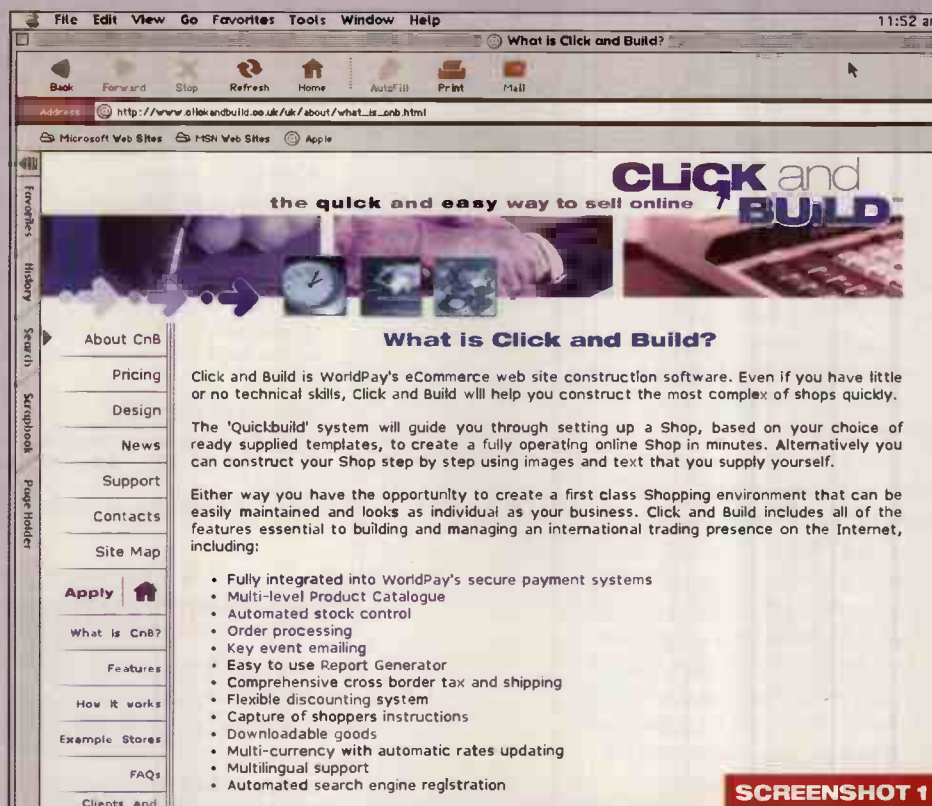 File Edit View Go Favorites Tools Window Help
11:52 a
What is Click and Build?
Back Forward Stop Refresh Home AutoFill Print Mail
Address http://www.clickandbuild.co.uk/uk/about/what_is_cnb.html
Microsoft Web Sites MSN Web Sites Apple
Favorites
History
Search
Scrapbook
Page Holder
CLiCK and
BUiLD
the quick and easy way to sell online
About CnB
Pricing
Design
News
Support
Contacts
Site Map
Apply
What is CnB?
Features
How it works
Example Stores
FAQs
Clients and
What is Click and Build?
Click and Build is WorldPay's eCommerce web site construction software. Even if you have little
or no technical skills, Click and Build will help you construct the most complex of shops quickly.
The 'Quickbuild' system will guide you through setting up a Shop, based on your choice of
ready supplied templates, to create a fully operating online Shop in minutes. Alternatively you
can construct your Shop step by step using images and text that you supply yourself.
Either way you have the opportunity to create a first class Shopping environment that can be
easily maintained and looks as individual as your business. Click and Build includes all of the
features essential to building and managing an international trading presence on the Internet,
including:
• Fully integrated into WorldPay's secure payment systems
• Multi-level Product Catalogue
• Automated stock control
• Order processing
• Key event emailing
• Easy to use Report Generator
• Comprehensive cross border tax and shipping
• Flexible discounting system
• Capture of shoppers instructions
• Downloadable goods
• Multi-currency with automatic rates updating
• Multilingual support
• Automated search engine registration
SCREENSHOT 1